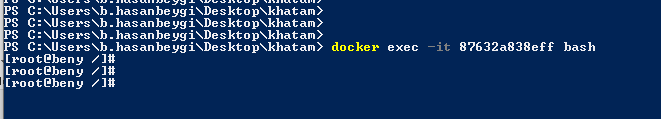 PS C:\Users\b.hasanbeygi\Desktop\khatam>
PS C:\Users\b.hasanbeygi\Desktop\khatam>
PS C:\Users\b.hasanbeygi\Desktop\khatam>
PS C:\Users\b.hasanbeygi\Desktop\khatam>
PS C:\Users\b.hasanbeygi\Desktop\khatam> docker exec -it 87632a838eff bash
[root@beny /]#
[root@beny /]#
[root@beny /]#